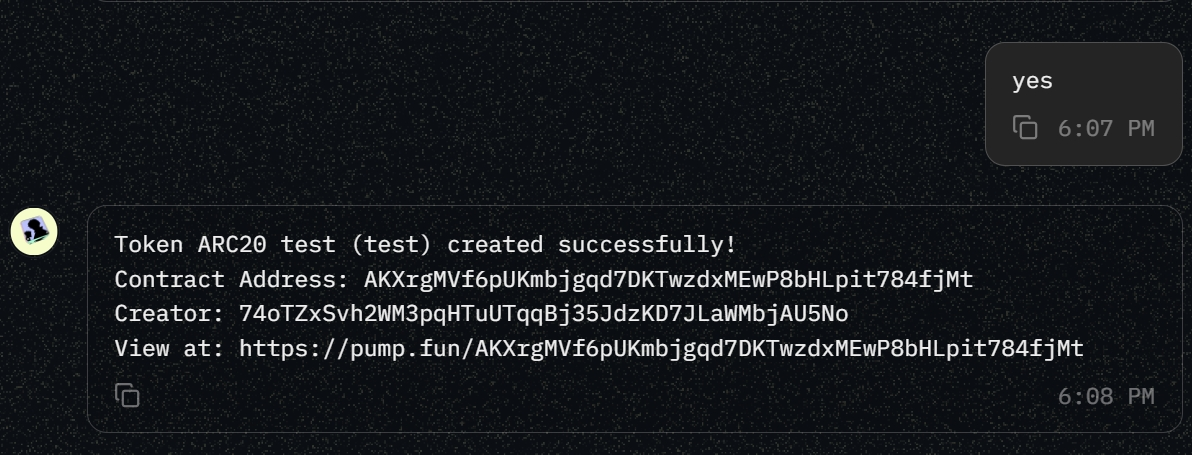 yes
6:07 PM
Token ARC20 test (test) created successfully!
Contract Address: AKXrgMVf6pUKmbjgqd7DKTwzdxMEwP8bHLpit784fjMt
Creator: 74oTZxSvh2WM3pqHTuUTqqBj35JdzKD7JLaWMbjAU5No
View at: https://pump.fun/AKXrgMVf6pUKmbjgqd7DKTwzdxMEwP8bHLpit784fjMt
6:08 PM